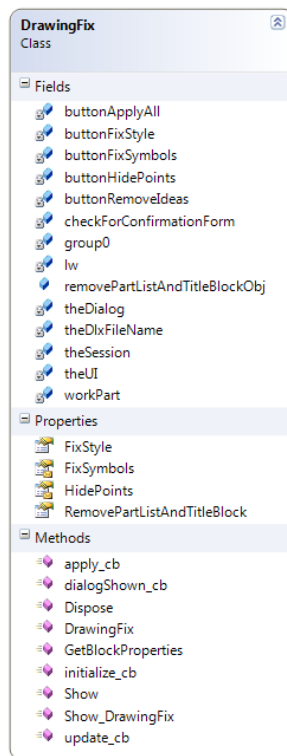 DrawingFix
Class
Fields
buttonApplyAll
buttonFixStyle
buttonFixSymbols
buttonHidePoints
buttonRemoveIdeas
checkForConfirmationForm
group0
lw
removePartListAndTitleBlockObj
theDialog
theDlxFileName
theSession
theUI
workPart
Properties
FixStyle
FixSymbols
HidePoints
RemovePartListAndTitleBlock
Methods
apply_cb
dialogShown_cb
Dispose
DrawingFix
GetBlockProperties
initialize_cb
Show
Show_DrawingFix
update_cb